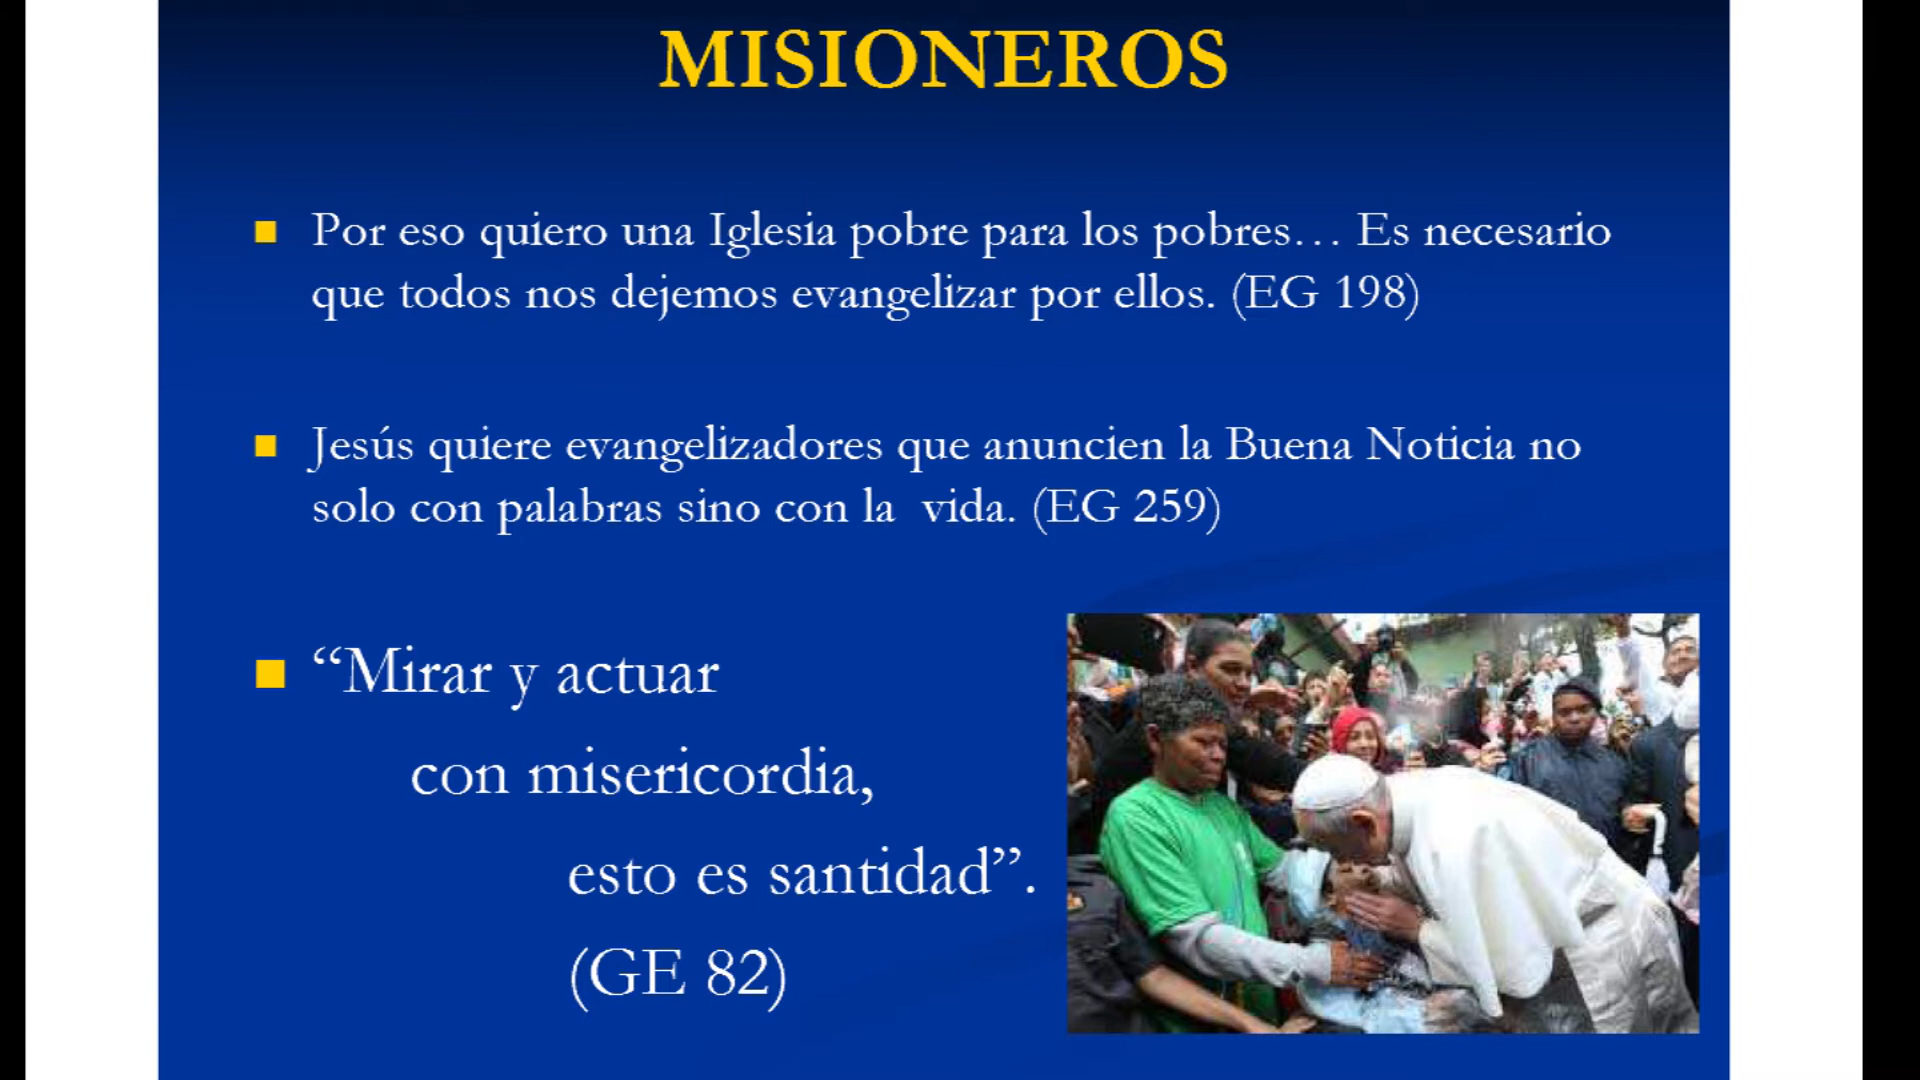 MISIONEROS
Por eso quiero una Iglesia pobre para los pobres… Es necesario
que todos nos dejemos evangelizar por ellos. (EG 198)
Jesús quiere evangelizadores que anuncien la Buena Noticia no
solo con palabras sino con la  vida. (EG 259)
“Mirar y actuar
con misericordia,
esto es santidad”.
(GE 82)